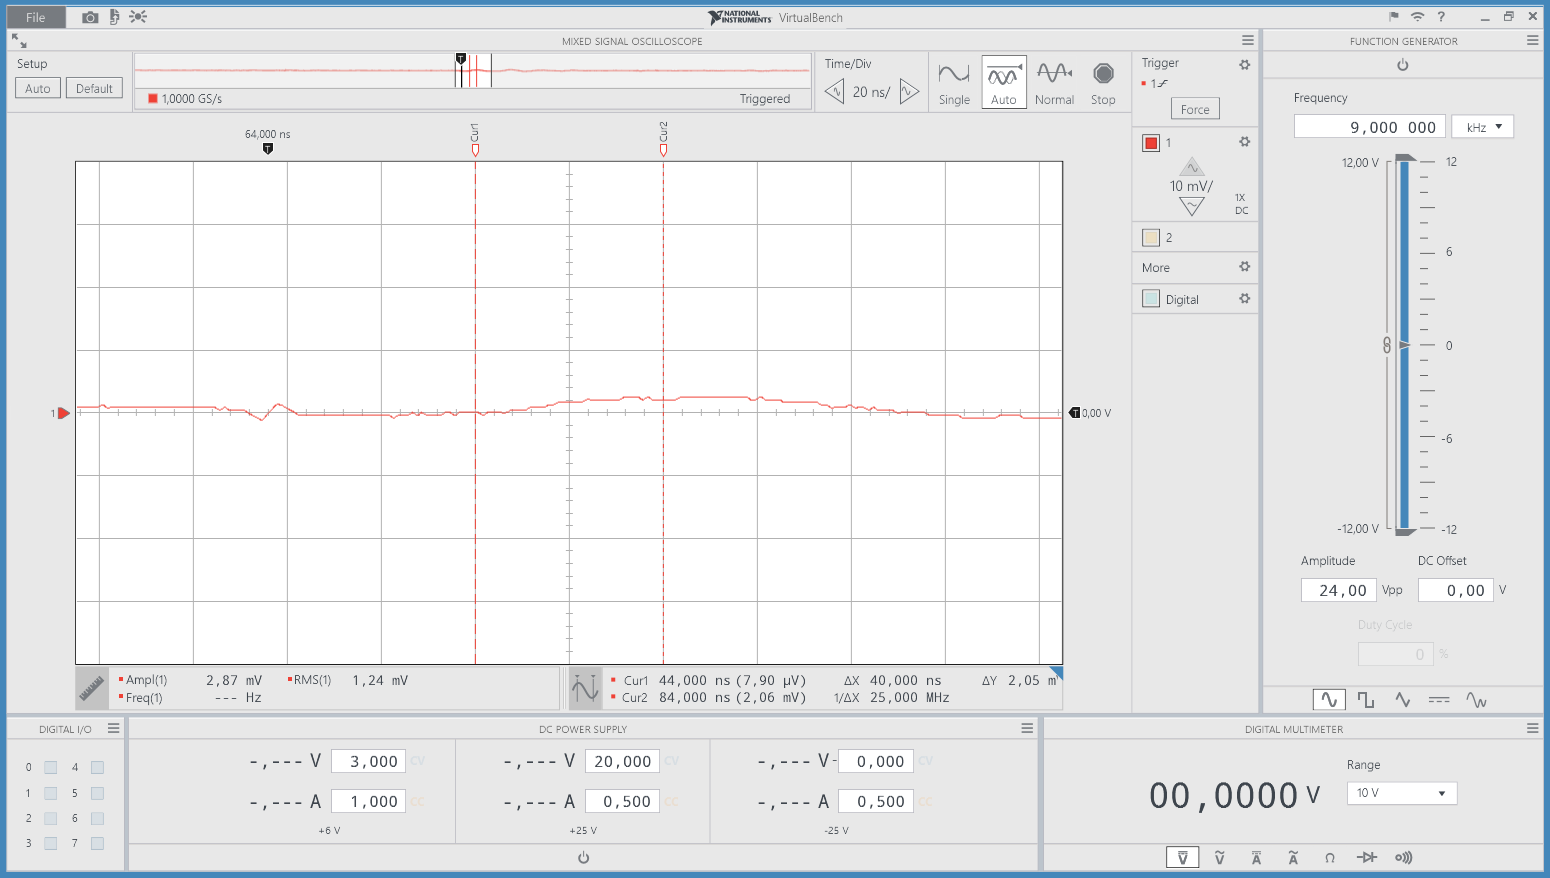 File
NATIONAL INSTRUMENTS VirtualBench
?
MIXED SIGNAL OSCILLOSCOPE
Setup
Auto Default
T
1,0000 GS/s Triggered
Time/Div
20 ns/
Single Auto Normal Stop
Trigger
1
Force
64,000 ns
T
Cur1
Cur2
1
10 mV/
1X
DC
2
More
Digital
1
T 0,00 V
Ampl(1) 2,87 mV RMS(1) 1,24 mV
Freq(1) --- Hz
Cur1 44,000 ns (7,90 µV) ΔX 40,000 ns ΔY 2,05 m
Cur2 84,000 ns (2,06 mV) 1/ΔX 25,000 MHz
FUNCTION GENERATOR
Frequency
9,000 000 kHz
12,00 V 12
6
0
-6
-12,00 V -12
Amplitude DC Offset
24,00 Vpp 0,00 V
Duty Cycle
0 %
DIGITAL I/O
0 4
1 5
2 6
3 7
DC POWER SUPPLY
-,--- V 3,000 CV
-,--- A 1,000 CC
+6 V
-,--- V 20,000 CV
-,--- A 0,500 CC
+25 V
-,--- V - 0,000 CV
-,--- A 0,500 CC
-25 V
DIGITAL MULTIMETER
00,0000 V
Range
10 V
V V A A Ω